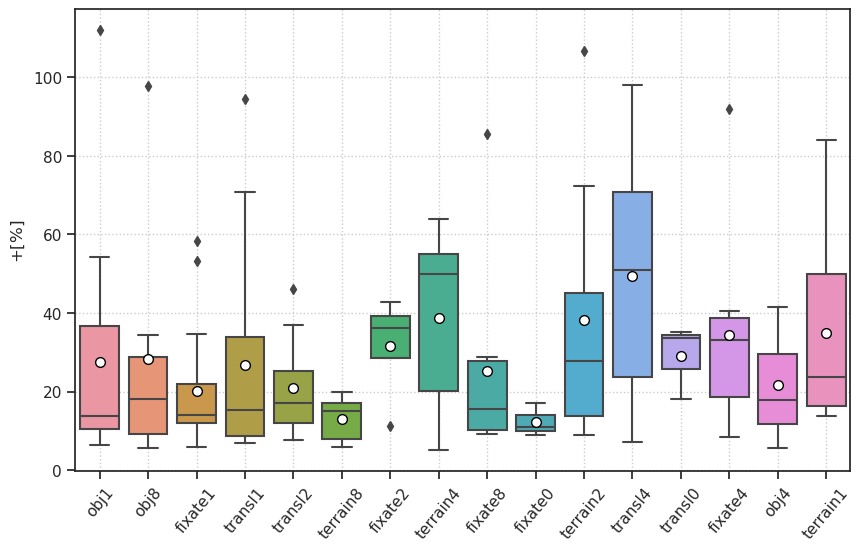 +[%]
100
80
60
40
20
0
obj1
obj8
fixate1
transl1
transl2
terrain8
fixate2
terrain4
fixate8
fixate0
terrain2
transl4
transl0
fixate4
obj4
terrain1